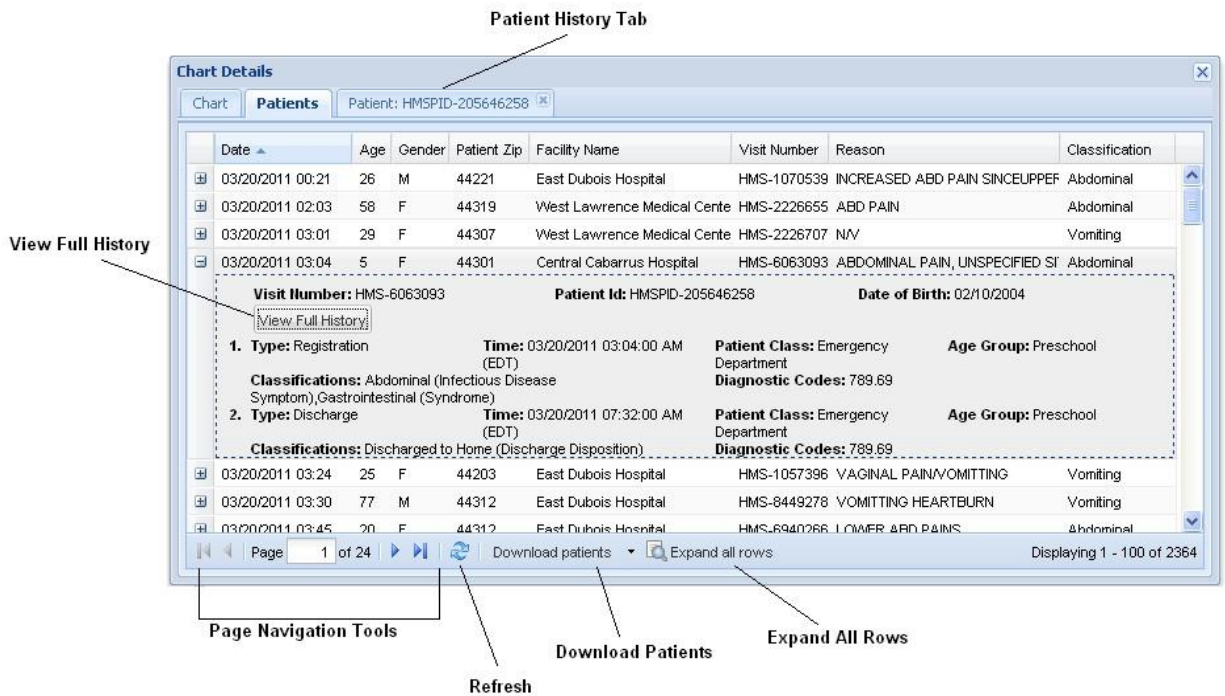 Patient History Tab
Chart Details
Chart Patients Patient: HMSPID-205646258
Date Age Gender Patient Zip Facility Name Visit Number Reason Classification
03/20/2011 00:21 26 M 44221 East Dubois Hospital HMS-1070539 INCREASED ABD PAIN SINCEUPPER Abdominal
03/20/2011 02:03 58 F 44319 West Lawrence Medical Cente HMS-2226655 ABD PAIN Abdominal
03/20/2011 03:01 29 F 44307 West Lawrence Medical Cente HMS-2226707 N/V Vomiting
View Full History
03/20/2011 03:04 5 F 44301 Central Cabarrus Hospital HMS-6063093 ABDOMINAL PAIN, UNSPECIFIED SI Abdominal
Visit Number: HMS-6063093 Patient Id: HMSPID-205646258 Date of Birth: 02/10/2004
View Full History
1. Type: Registration Time: 03/20/2011 03:04:00 AM Patient Class: Emergency Age Group: Preschool
(EDT) Department
Classifications: Abdominal (Infectious Disease Diagnostic Codes: 789.69
Symptom),Gastrointestinal (Syndrome)
2. Type: Discharge Time: 03/20/2011 07:32:00 AM Patient Class: Emergency Age Group: Preschool
(EDT) Department
Classifications: Discharged to Home (Discharge Disposition) Diagnostic Codes: 789.69
03/20/2011 03:24 25 F 44203 East Dubois Hospital HMS-1057396 VAGINAL PAIN/VOMITTING Vomiting
03/20/2011 03:30 77 M 44312 East Dubois Hospital HMS-8449278 VOMITTING HEARTBURN Vomiting
03/20/2011 03:45 20 F 44312 East Dubois Hospital HMS-6940266 LOWER ABD PAINS Abdominal
Page 1 of 24 Download patients Expand all rows Displaying 1 - 100 of 2364
Page Navigation Tools
Expand All Rows
Download Patients
Refresh